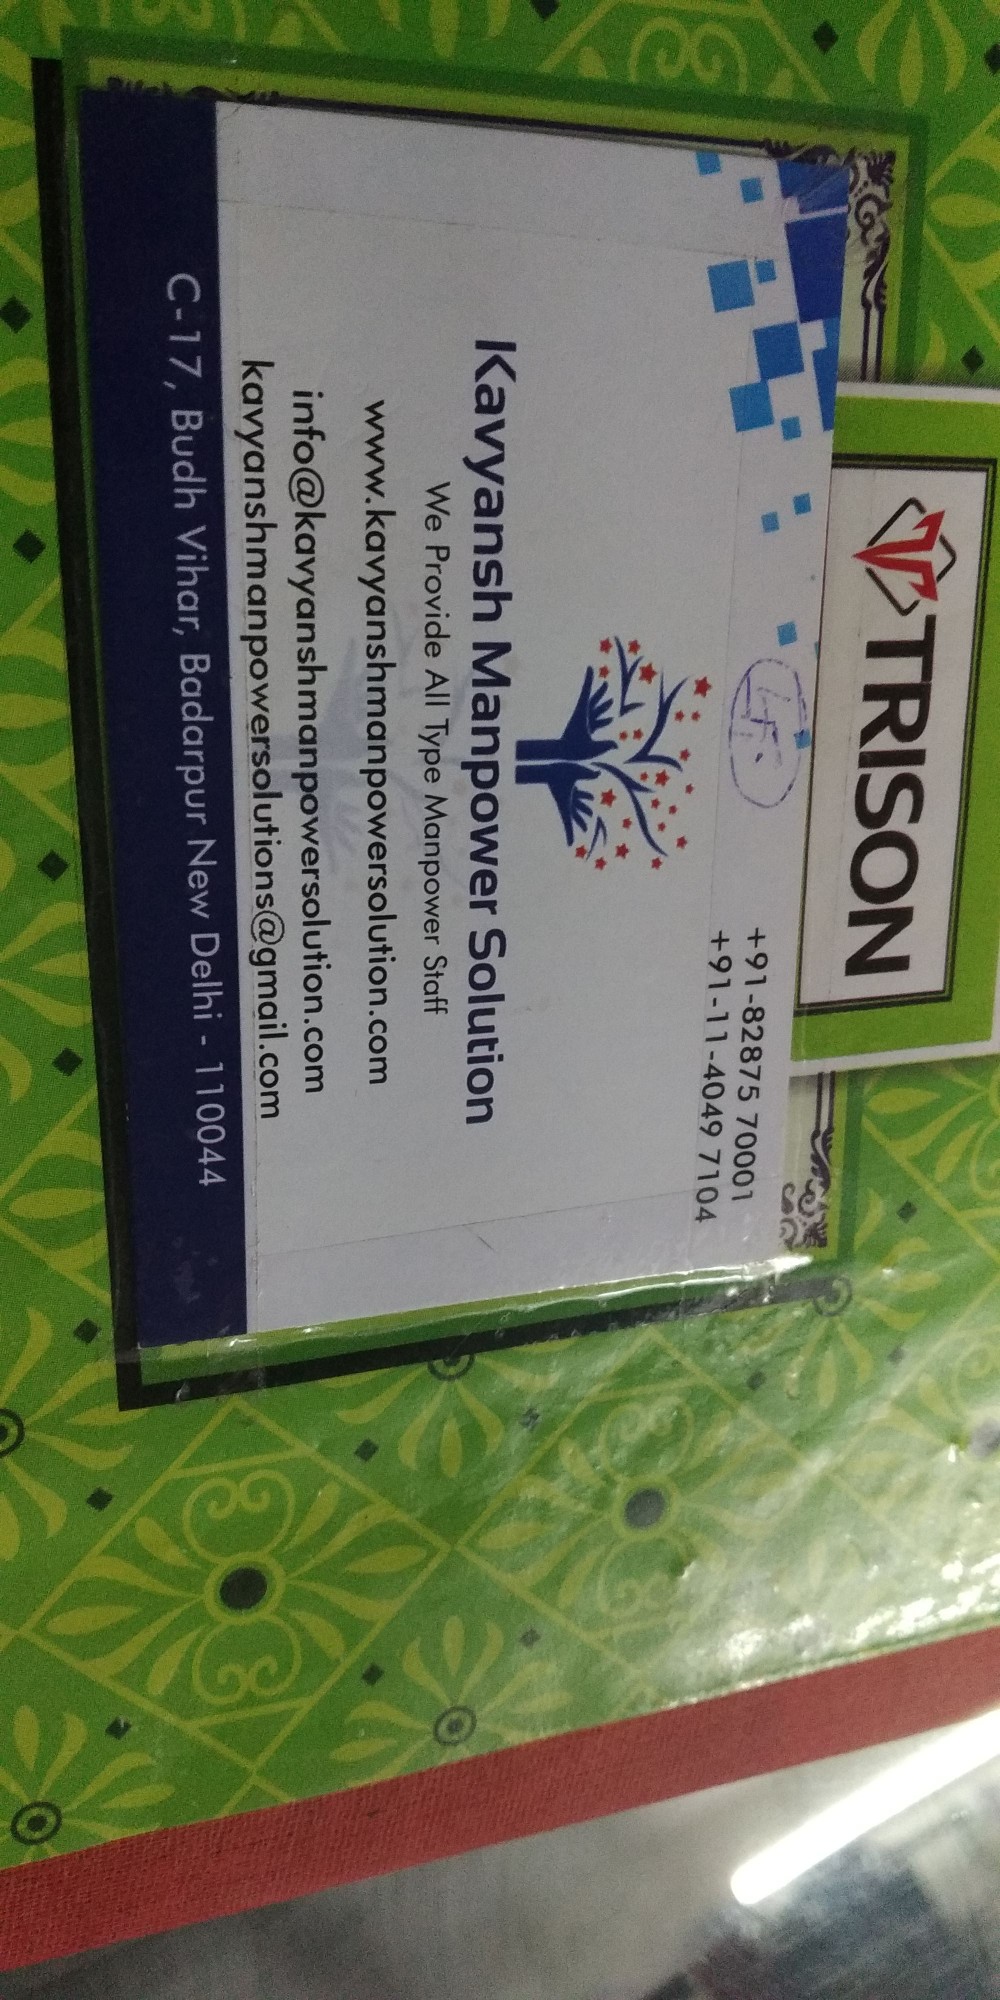 TRISON
+91-82875 70001
+91-11-4049 7104
Kavyansh Manpower Solution
We Provide All Type Manpower Staff
www.kavyanshmanpowersolution.com
info@kavyanshmanpowersolution.com
kavyanshmanpowersolutions@gmail.com
C-17, Budh Vihar, Badarpur New Delhi - 110044